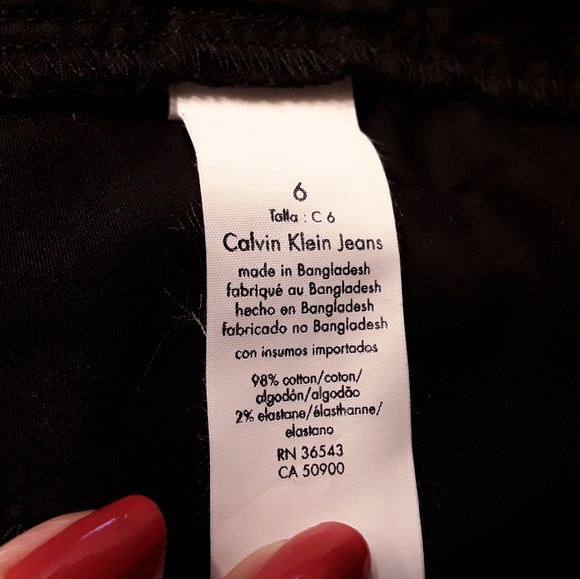 6
Talla : C 6
Calvin Klein Jeans
made in Bangladesh
fabriqué au Bangladesh
hecho en Bangladesh
fabricado no Bangladesh
con insumos importados
98% cotton/coton/
algodón/algodão
2% elastane/élasthanne/
elastano
RN 36543
CA 50900